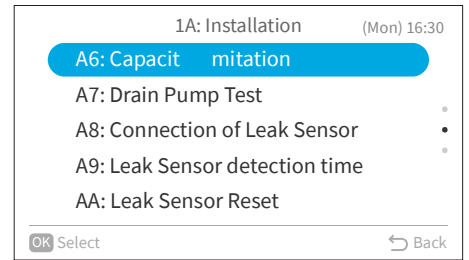 1A: Installation (Mon) 16:30
A6: Capacit mitation
A7: Drain Pump Test
A8: Connection of Leak Sensor
A9: Leak Sensor detection time
AA: Leak Sensor Reset
OK Select Back